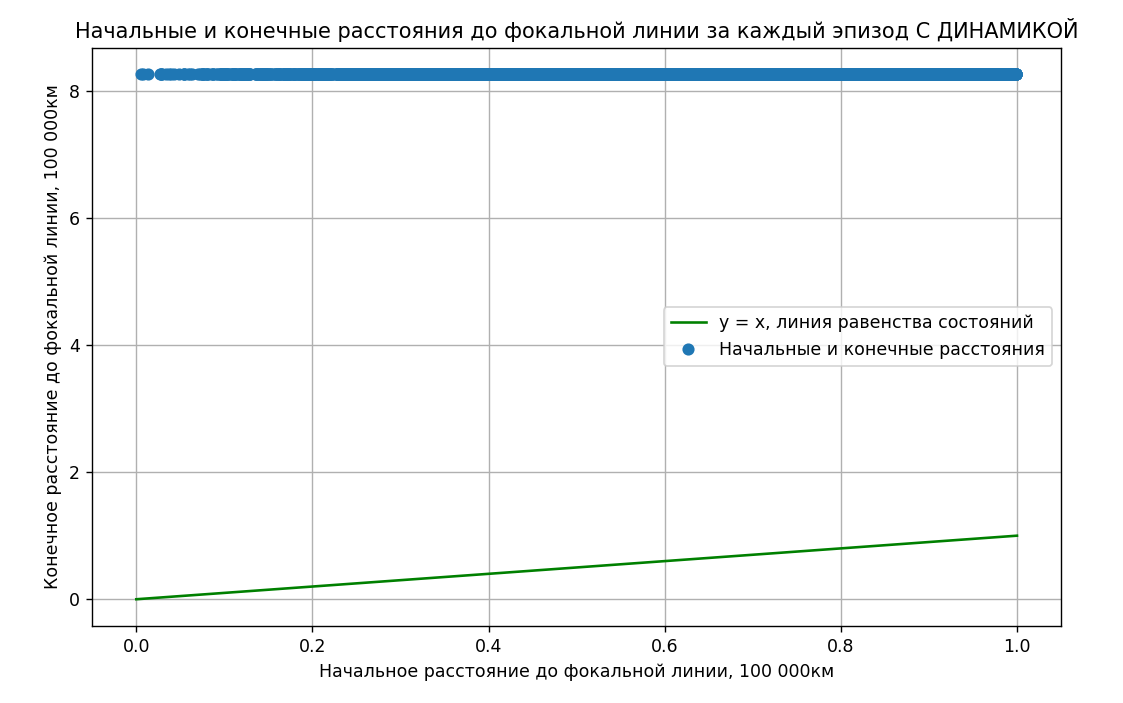 Начальные и конечные расстояния до фокальной линии за каждый эпизод С ДИНАМИКОЙ
Конечное расстояние до фокальной линии, 100 000км
8
6
4
2
0
y = x, линия равенства состояний
Начальные и конечные расстояния
0.0 0.2 0.4 0.6 0.8 1.0
Начальное расстояние до фокальной линии, 100 000км